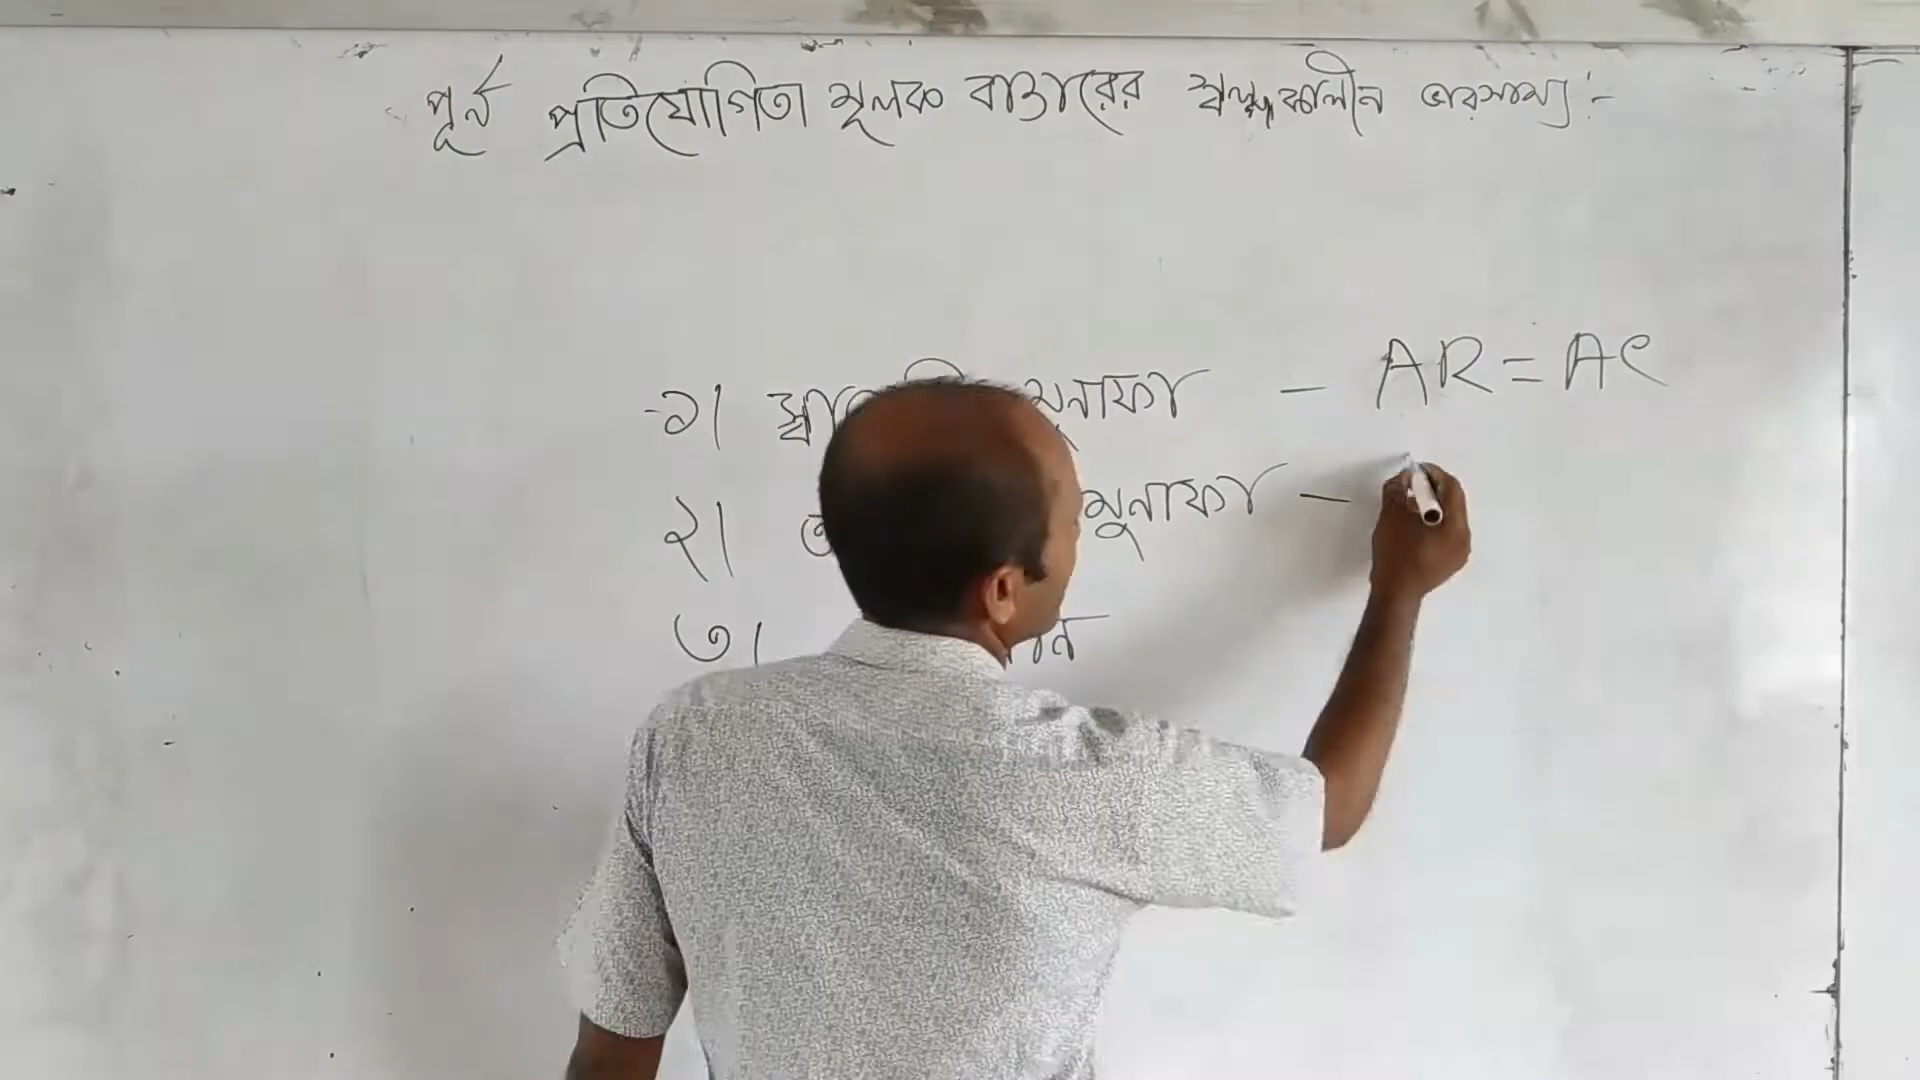 পূর্ন প্রতিযোগিতা মূলক বাজারের স্বল্পকালীন ভারসাম্য :-
১। মুনাফা - AR = AC
২। মুনাফা -
৩।